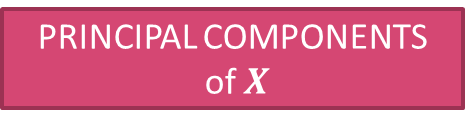 PRINCIPAL COMPONENTS
of X